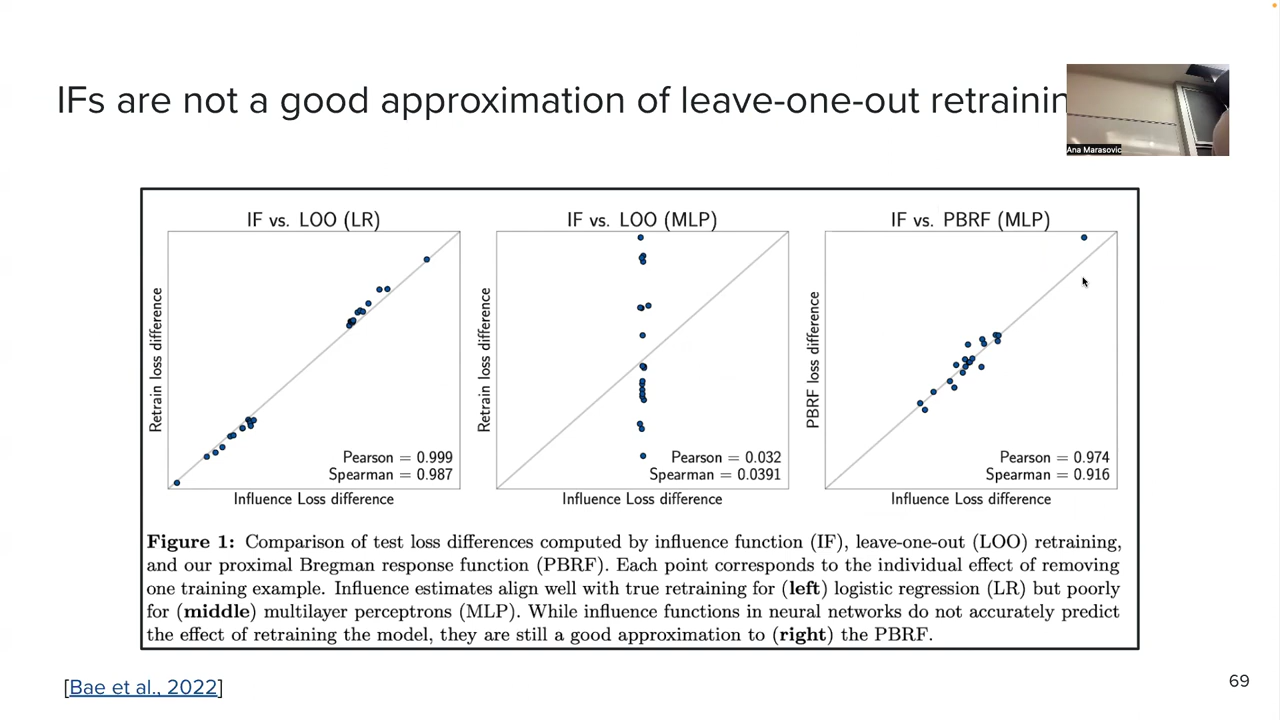 IFs are not a good approximation of leave-one-out retrainin
Ana Marasovic
IF vs. LOO (LR)
Retrain loss difference
Pearson = 0.999
Spearman = 0.987
Influence Loss difference
IF vs. LOO (MLP)
Retrain loss difference
Pearson = 0.032
Spearman = 0.0391
Influence Loss difference
IF vs. PBRF (MLP)
PBRF loss difference
Pearson = 0.974
Spearman = 0.916
Influence Loss difference
Figure 1: Comparison of test loss differences computed by influence function (IF), leave-one-out (LOO) retraining,
and our proximal Bregman response function (PBRF). Each point corresponds to the individual effect of removing
one training example. Influence estimates align well with true retraining for (left) logistic regression (LR) but poorly
for (middle) multilayer perceptrons (MLP). While influence functions in neural networks do not accurately predict
the effect of retraining the model, they are still a good approximation to (right) the PBRF.
[Bae et al., 2022]
69